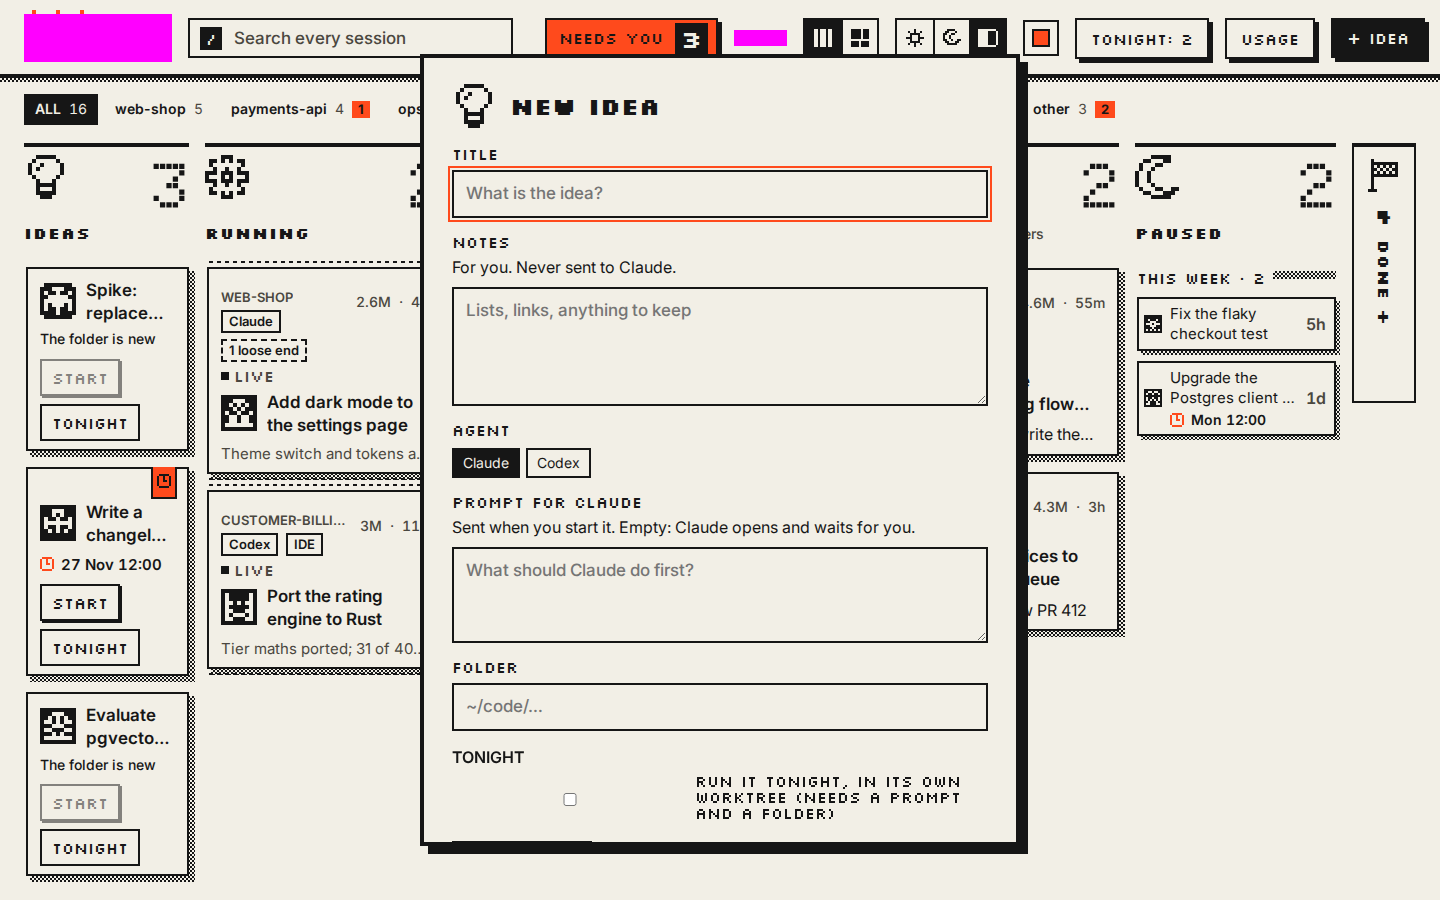 Search every session
NEEDS YOU 3
TONIGHT: 2
USAGE
+ IDEA
ALL 16
web-shop 5
payments-api 4 1
ops
other 3 2
3
IDEAS
Spike:
replace...
The folder is new
START
TONIGHT
Write a
changel...
27 Nov 12:00
START
TONIGHT
Evaluate
pgvecto...
The folder is new
START
TONIGHT
RUNNING
WEB-SHOP
2.6M · 4
Claude
1 loose end
LIVE
Add dark mode to
the settings page
Theme switch and tokens a..
CUSTOMER-BILLI...
3M · 11
Codex
IDE
LIVE
Port the rating
engine to Rust
Tier maths ported; 31 of 40..
NEW IDEA
TITLE
What is the idea?
NOTES
For you. Never sent to Claude.
Lists, links, anything to keep
AGENT
Claude
Codex
PROMPT FOR CLAUDE
Sent when you start it. Empty: Claude opens and waits for you.
What should Claude do first?
FOLDER
~/code/...
TONIGHT
RUN IT TONIGHT, IN ITS OWN
WORKTREE (NEEDS A PROMPT
AND A FOLDER)
2
ers
.6M · 55m
g flow...
rite the...
4.3M · 3h
ices to
ueue
PR 412
2
PAUSED
THIS WEEK · 2
Fix the flaky
checkout test
5h
Upgrade the
Postgres client ...
1d
Mon 12:00
4 DONE +